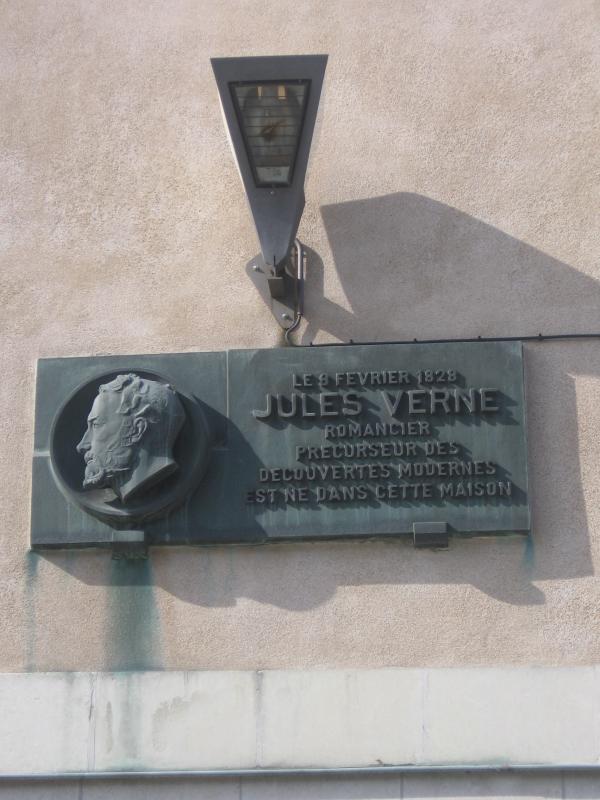 LE 8 FEVRIER 1828
JULES VERNE
ROMANCIER
PRECURSEUR DES
DECOUVERTES MODERNES
EST NE DANS CETTE MAISON